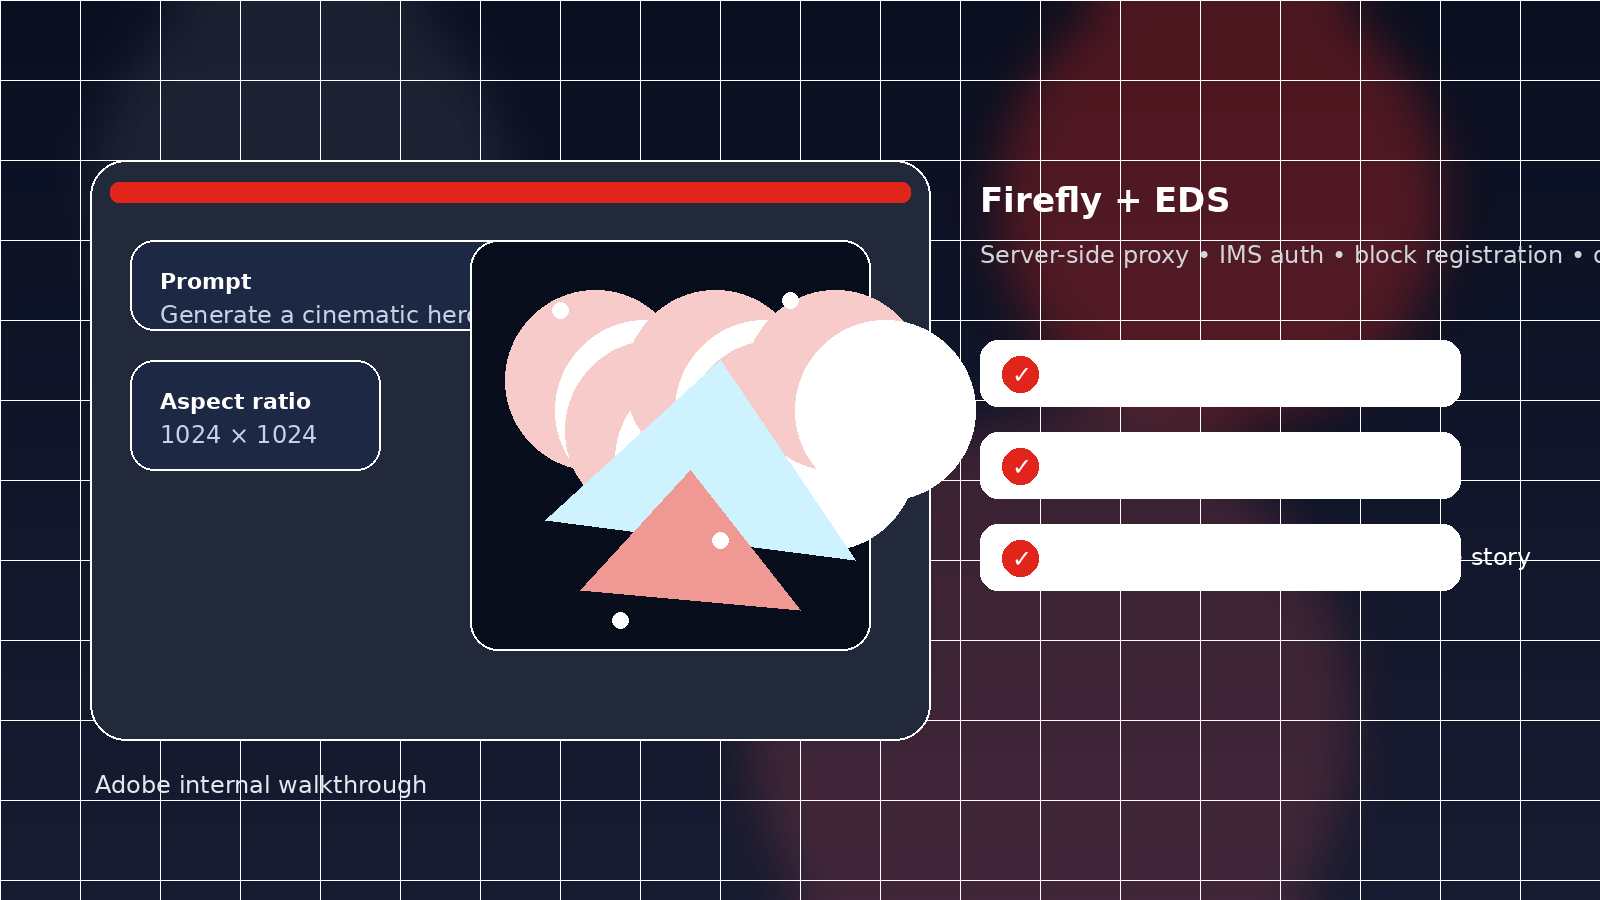 Firefly + EDS
Server-side proxy • IMS auth • block registration •
Prompt
Generate a cinematic
Aspect ratio
1024 × 1024
✓
✓
✓ story
Adobe internal walkthrough